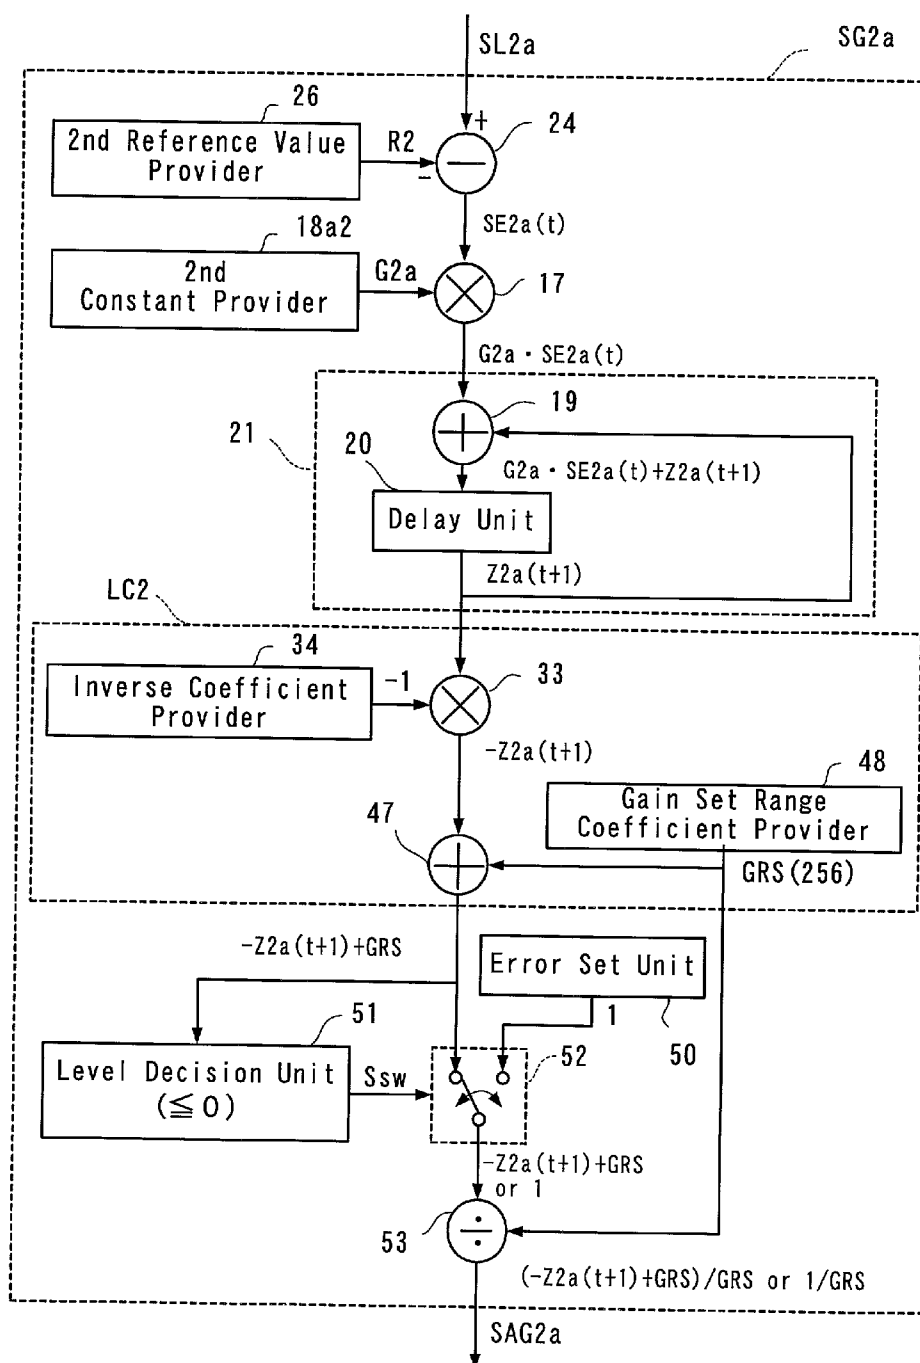 SL2a
SG2a
26
2nd Reference Value
Provider
R2
+
-
24
SE2a(t)
18a2
2nd
Constant Provider
G2a
17
G2a・SE2a(t)
21
19
20
G2a・SE2a(t)+Z2a(t+1)
Delay Unit
Z2a(t+1)
LC2
34
Inverse Coefficient
Provider
-1
33
-Z2a(t+1)
48
Gain Set Range
Coefficient Provider
47
GRS(256)
-Z2a(t+1)+GRS
Error Set Unit
1
50
51
Level Decision Unit
(≦0)
Ssw
52
-Z2a(t+1)+GRS
or 1
53
(-Z2a(t+1)+GRS)/GRS or 1/GRS
SAG2a